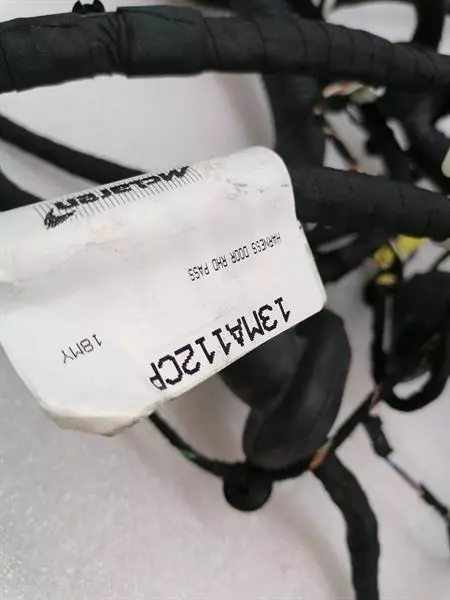 McLaren
HARNESS DOOR RHD PASS
13MA112CP
18MY